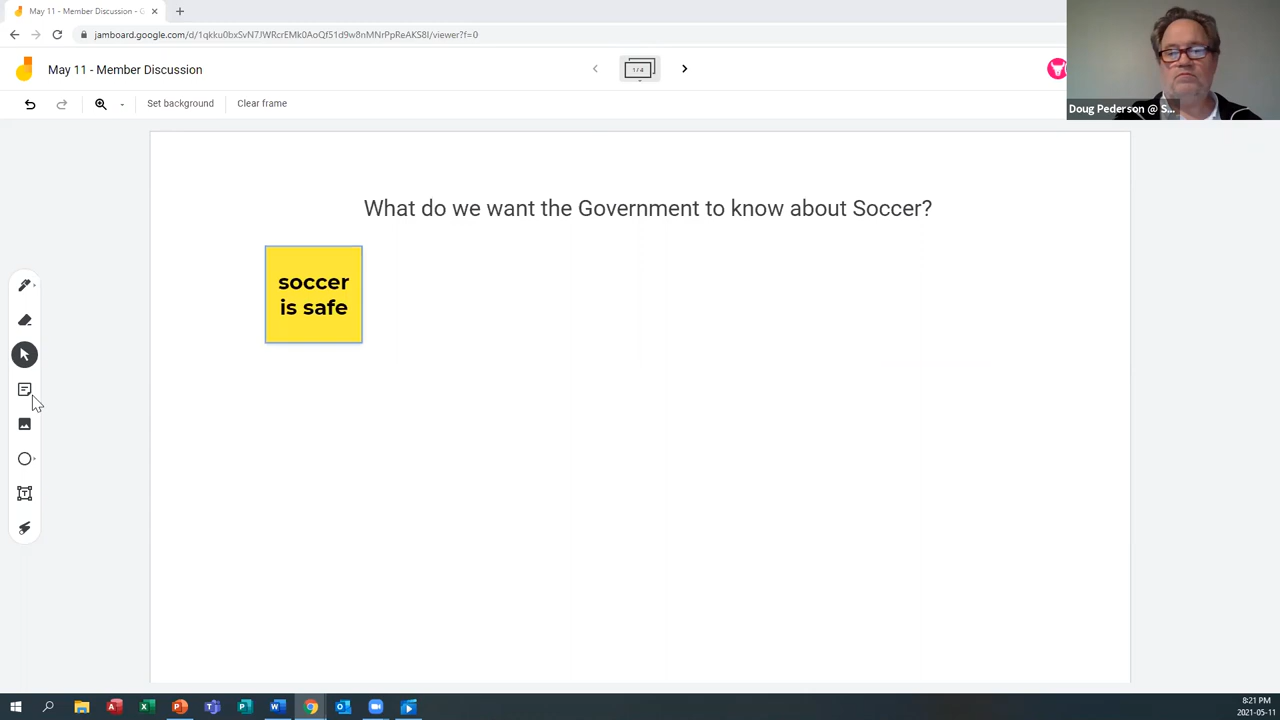 May 11 - Member Discussion - G
jamboard.google.com/d/1qkku0bxSvN7JWRcrEMk0AoQf51d9w8nMNrPpReAKS8I/viewer?f=0
May 11 - Member Discussion
1 / 4
Set background
Clear frame
Doug Pederson @ S...
What do we want the Government to know about Soccer?
soccer
is safe
8:21 PM
2021-05-11